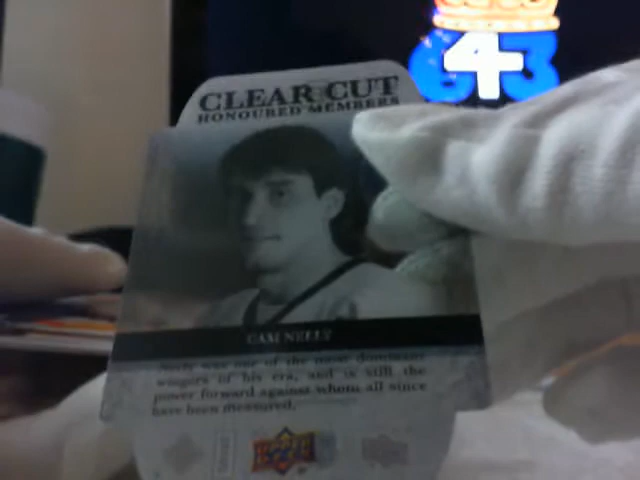 643
CLEAR CUT
HONOURED MEMBERS
CAM NEELY
Neely was one of the most dominant
wingers of his era, and is still the
power forward against whom all since
have been measured.